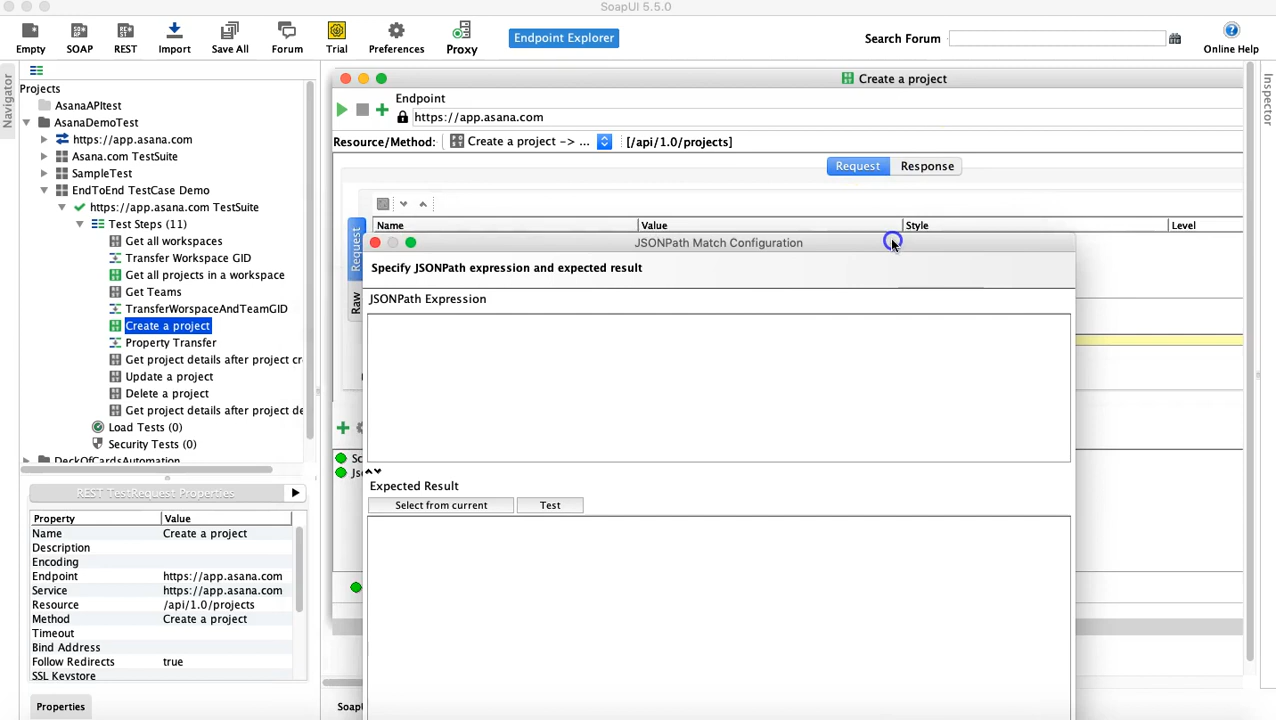 SoapUI 5.5.0
Empty
SOAP
REST
Import
Save All
Forum
Trial
Preferences
Proxy
Endpoint Explorer
Search Forum
Online Help
Navigator
Projects
AsanaAPItest
AsanaDemoTest
https://app.asana.com
Asana.com TestSuite
SampleTest
EndToEnd TestCase Demo
https://app.asana.com TestSuite
Test Steps (11)
Get all workspaces
Transfer Workspace GID
Get all projects in a workspace
Get Teams
TransferWorspaceAndTeamGID
Create a project
Property Transfer
Get project details after project cr
Update a project
Delete a project
Get project details after project de
Load Tests (0)
Security Tests (0)
DeckOfCardsAutomation
REST TestRequest Properties
Property Value
Name Create a project
Description
Encoding
Endpoint https://app.asana.com
Service https://app.asana.com
Resource /api/1.0/projects
Method Create a project
Timeout
Bind Address
Follow Redirects true
SSL Keystore
Properties
Create a project
Endpoint
https://app.asana.com
Resource/Method: Create a project -> ... [/api/1.0/projects]
Request Response
Request
Raw
Name Value Style Level
JSONPath Match Configuration
Specify JSONPath expression and expected result
JSONPath Expression
Sc
Jso
Expected Result
Select from current Test
SoapU
Inspector